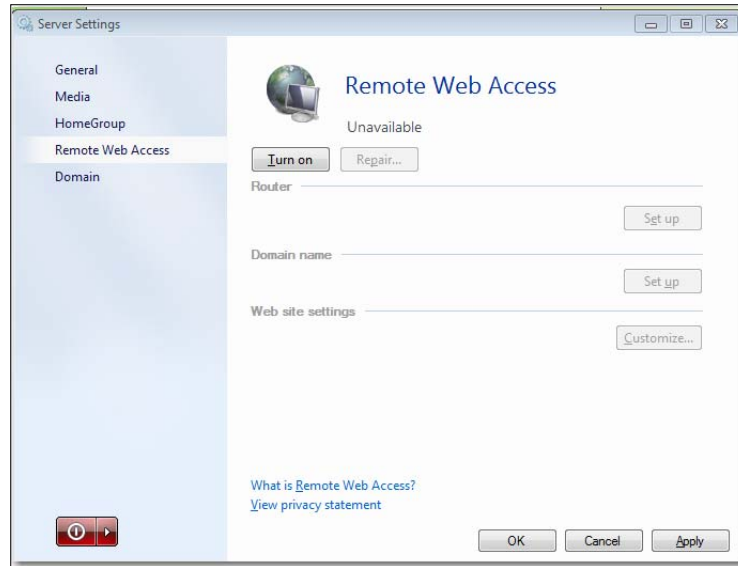 Server Settings
General
Media
HomeGroup
Remote Web Access
Domain
Remote Web Access
Unavailable
Turn on
Repair...
Router
Set up
Domain name
Set up
Web site settings
Customize...
What is Remote Web Access?
View privacy statement
OK
Cancel
Apply